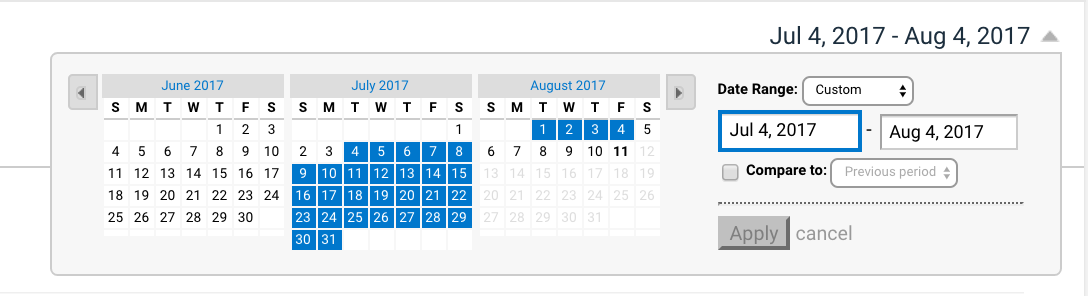 Jul 4, 2017 - Aug 4, 2017
June 2017 July 2017 August 2017
S M T W T F S S M T W T F S S M T W T F S
1 2 3 1 1 2 3 4 5
4 5 6 7 8 9 10 2 3 4 5 6 7 8 6 7 8 9 10 11 12
11 12 13 14 15 16 17 9 10 11 12 13 14 15 13 14 15 16 17 18 19
18 19 20 21 22 23 24 16 17 18 19 20 21 22 20 21 22 23 24 25 26
25 26 27 28 29 30 23 24 25 26 27 28 29 27 28 29 30 31
30 31
Date Range: Custom
Jul 4, 2017 - Aug 4, 2017
Compare to: Previous period
Apply cancel